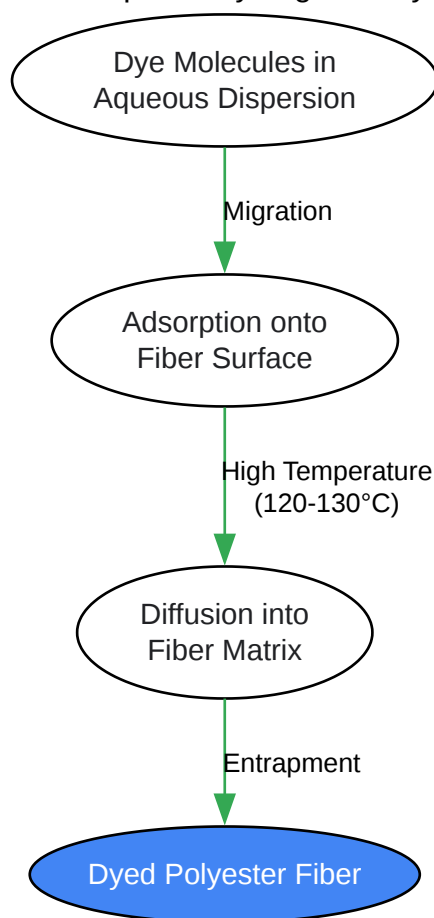 Dye Molecules in
Aqueous Dispersion
Migration
Adsorption onto
Fiber Surface
High Temperature
(120-130°C)
Diffusion into
Fiber Matrix
Entrapment
Dyed Polyester Fiber